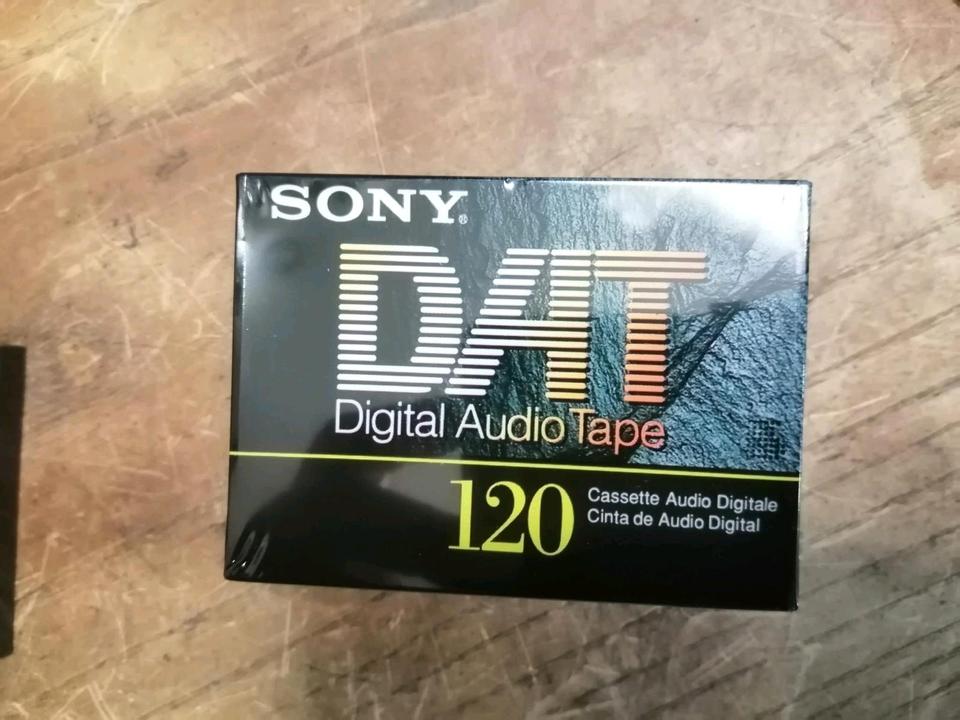 SONY®
DAT
Digital Audio Tape
120
Cassette Audio Digitale
Cinta de Audio Digital